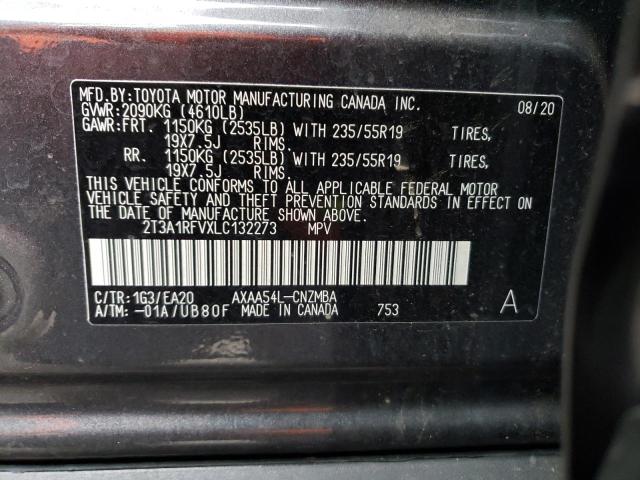 MFD.BY:TOYOTA MOTOR MANUFACTURING CANADA INC. 08/20
GVWR:2090KG (4610LB)
GAWR:FRT. 1150KG (2535LB) WITH 235/55R19 TIRES,
19X7.5J RIMS.
RR. 1150KG (2535LB) WITH 235/55R19 TIRES,
19X7.5J RIMS.
THIS VEHICLE CONFORMS TO ALL APPLICABLE FEDERAL MOTOR
VEHICLE SAFETY AND THEFT PREVENTION STANDARDS IN EFFECT
ON THE DATE OF MANUFACTURE SHOWN ABOVE.
2T3A1RFVXLC132273 MPV
C/TR:1G3/EA20 AXAA54L-CNZMBA A
A/TM:-01A/UB80F MADE IN CANADA 753